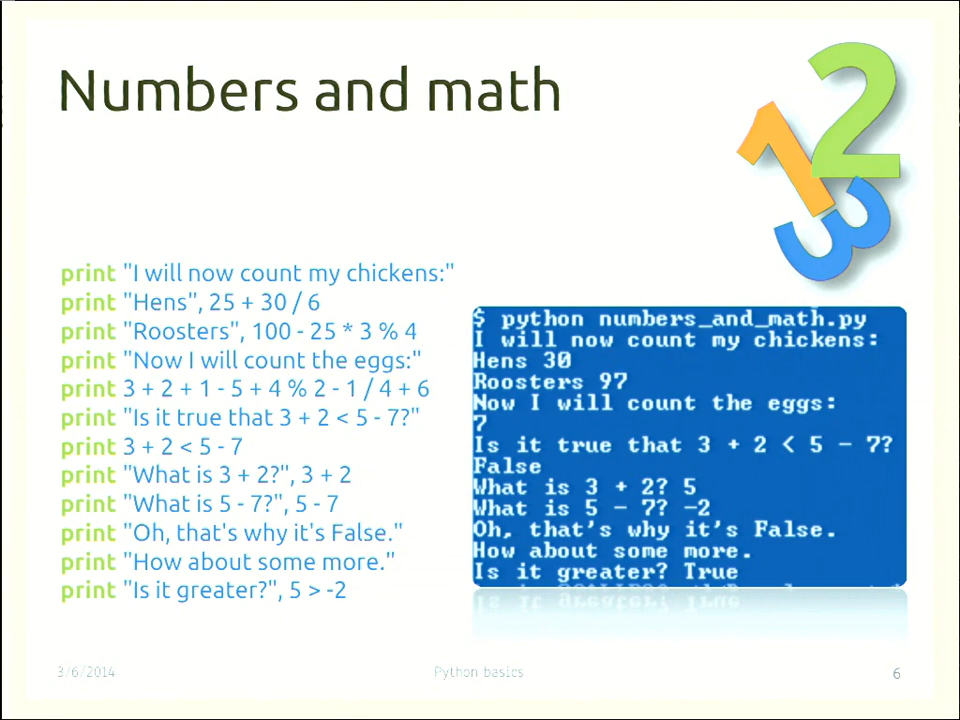 Numbers and math
1
2
3
print "I will now count my chickens:"
print "Hens", 25 + 30 / 6
print "Roosters", 100 - 25 * 3 % 4
print "Now I will count the eggs:"
print 3 + 2 + 1 - 5 + 4 % 2 - 1 / 4 + 6
print "Is it true that 3 + 2 < 5 - 7?"
print 3 + 2 < 5 - 7
print "What is 3 + 2?", 3 + 2
print "What is 5 - 7?", 5 - 7
print "Oh, that's why it's False."
print "How about some more."
print "Is it greater?", 5 > -2
$ python numbers_and_math.py
I will now count my chickens:
Hens 30
Roosters 97
Now I will count the eggs:
7
Is it true that 3 + 2 < 5 - 7?
False
What is 3 + 2? 5
What is 5 - 7? -2
Oh, that's why it's False.
How about some more.
Is it greater? True
3/6/2014
Python basics
6